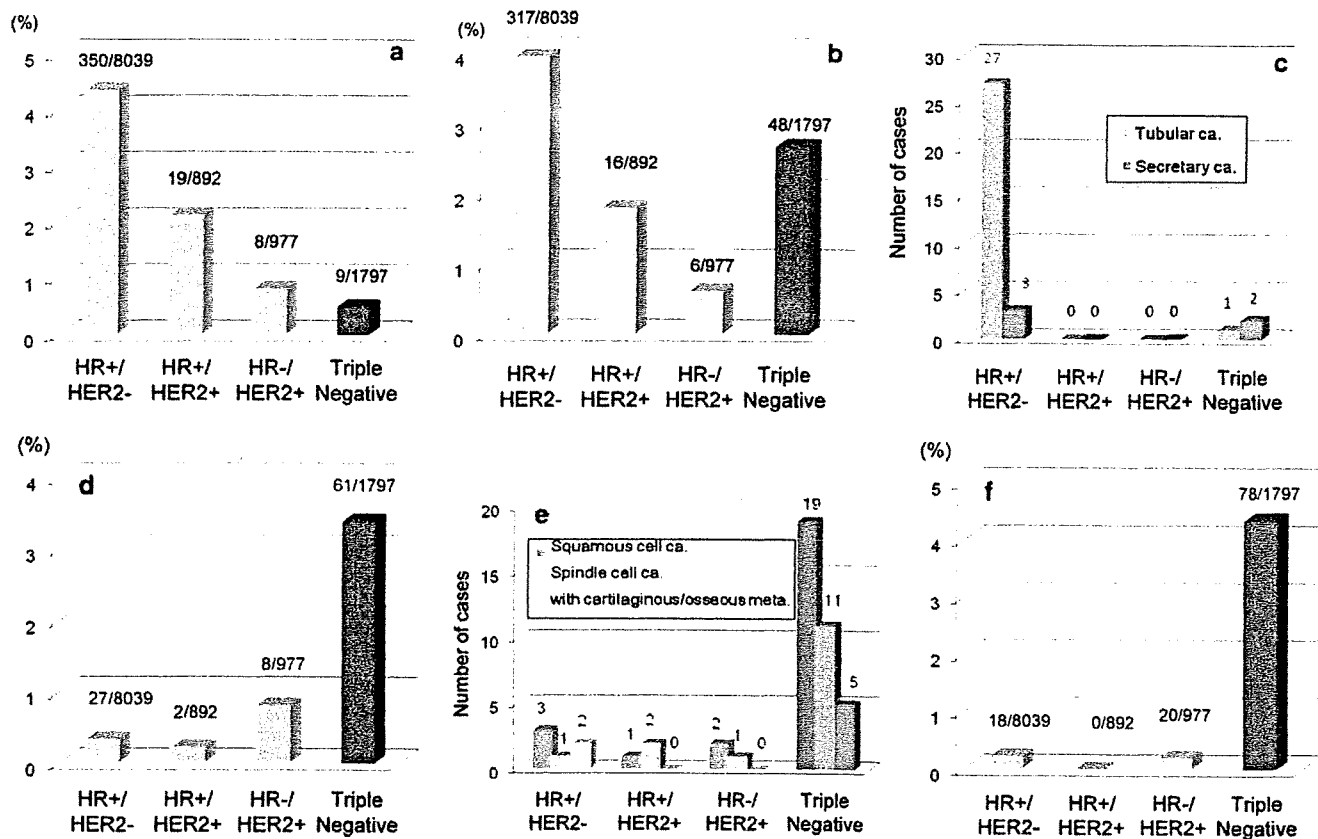 (%)
a
5
4
3
2
1
0
350/8039
19/892
8/977
9/1797
HR+/
HER2-
HR+/
HER2+
HR-/
HER2+
Triple
Negative
(%)
b
4
3
2
1
0
317/8039
16/892
6/977
48/1797
HR+/
HER2-
HR+/
HER2+
HR-/
HER2+
Triple
Negative
c
Number of cases
30
25
20
15
10
5
0
Tubular ca.
Secretary ca.
27
3
0 0
0 0
1
2
HR+/
HER2-
HR+/
HER2+
HR-/
HER2+
Triple
Negative
(%)
d
4
3
2
1
0
27/8039
2/892
8/977
61/1797
HR+/
HER2-
HR+/
HER2+
HR-/
HER2+
Triple
Negative
e
Number of cases
20
15
10
5
0
Squamous cell ca.
Spindle cell ca.
with cartilaginous/osseous meta.
3
1
2
1
2
0
2
1
0
19
11
5
HR+/
HER2-
HR+/
HER2+
HR-/
HER2+
Triple
Negative
(%)
f
5
4
3
2
1
0
18/8039
0/892
20/977
78/1797
HR+/
HER2-
HR+/
HER2+
HR-/
HER2+
Triple
Negative